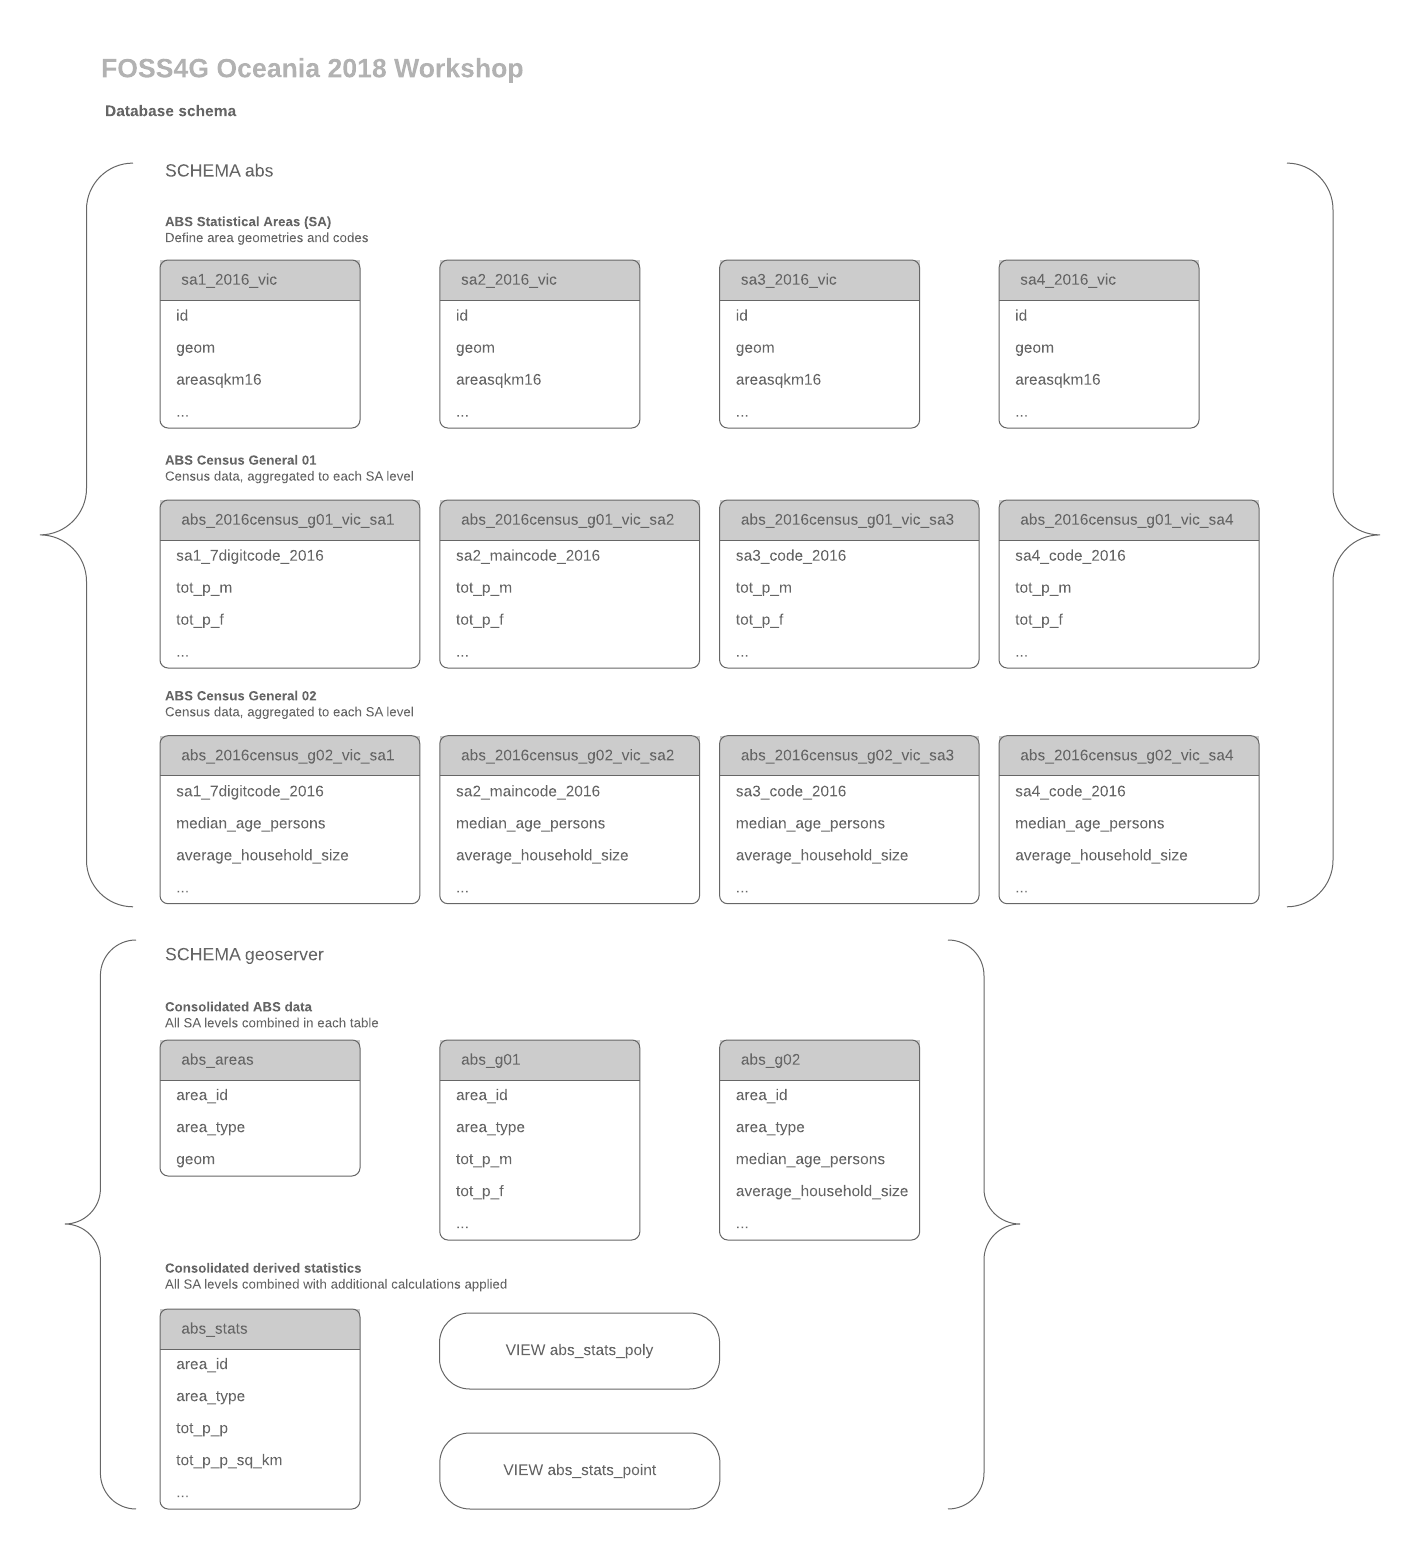 FOSS4G Oceania 2018 Workshop
Database schema
SCHEMA abs
ABS Statistical Areas (SA)
Define area geometries and codes
sa1_2016_vic
id
geom
areasqkm16
...
sa2_2016_vic
id
geom
areasqkm16
...
sa3_2016_vic
id
geom
areasqkm16
...
sa4_2016_vic
id
geom
areasqkm16
...
ABS Census General 01
Census data, aggregated to each SA level
abs_2016census_g01_vic_sa1
sa1_7digitcode_2016
tot_p_m
tot_p_f
...
abs_2016census_g01_vic_sa2
sa2_maincode_2016
tot_p_m
tot_p_f
...
abs_2016census_g01_vic_sa3
sa3_code_2016
tot_p_m
tot_p_f
...
abs_2016census_g01_vic_sa4
sa4_code_2016
tot_p_m
tot_p_f
...
ABS Census General 02
Census data, aggregated to each SA level
abs_2016census_g02_vic_sa1
sa1_7digitcode_2016
median_age_persons
average_household_size
...
abs_2016census_g02_vic_sa2
sa2_maincode_2016
median_age_persons
average_household_size
...
abs_2016census_g02_vic_sa3
sa3_code_2016
median_age_persons
average_household_size
...
abs_2016census_g02_vic_sa4
sa4_code_2016
median_age_persons
average_household_size
...
SCHEMA geoserver
Consolidated ABS data
All SA levels combined in each table
abs_areas
area_id
area_type
geom
abs_g01
area_id
area_type
tot_p_m
tot_p_f
...
abs_g02
area_id
area_type
median_age_persons
average_household_size
...
Consolidated derived statistics
All SA levels combined with additional calculations applied
abs_stats
area_id
area_type
tot_p_p
tot_p_p_sq_km
...
VIEW abs_stats_poly
VIEW abs_stats_point